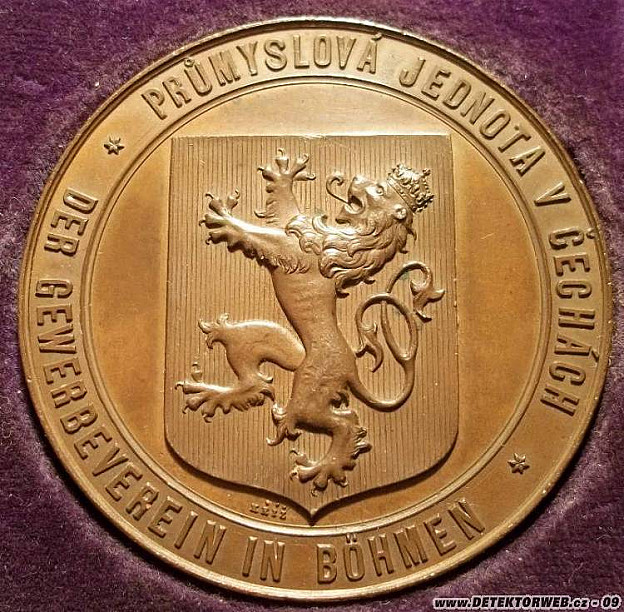 PRŮMYSLOVÁ JEDNOTA V ČECHÁCH
DER GEWERBEVEREIN IN BÖHMEN
WWW.DETEKTORWEB.cz - 09